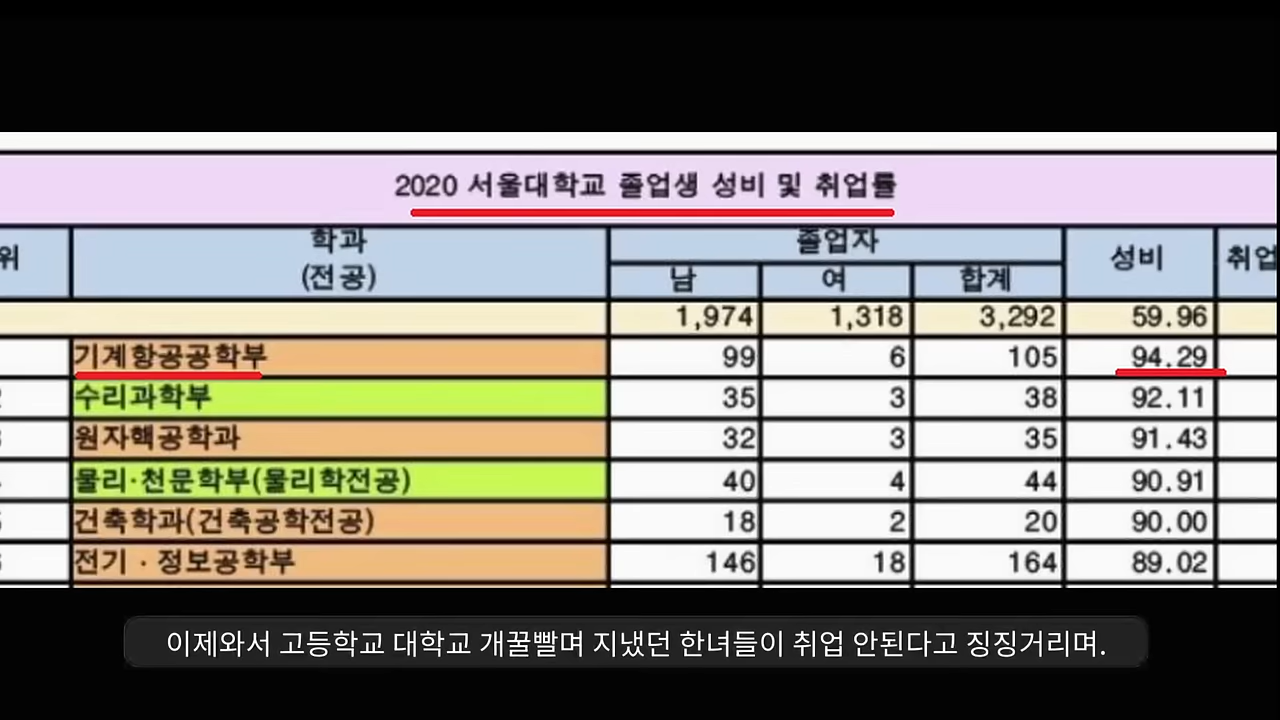 2020 서울대학교 졸업생 성비 및 취업률
위 학과 (전공) 졸업자 성비 취업
남 여 합계
1,974 1,318 3,292 59.96
기계항공공학부 99 6 105 94.29
수리과학부 35 3 38 92.11
원자핵공학과 32 3 35 91.43
물리·천문학부(물리학전공) 40 4 44 90.91
건축학과(건축공학전공) 18 2 20 90.00
전기·정보공학부 146 18 164 89.02
이제와서 고등학교 대학교 개꿀빨며 지냈던 한녀들이 취업 안된다고 징징거리며.